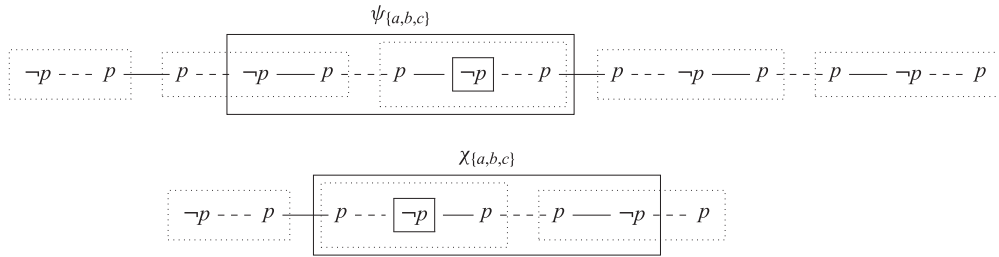 ψ{a,b,c}
¬p p p ¬p p p ¬p p p ¬p p p ¬p p
χ{a,b,c}
¬p p p ¬p p p ¬p p